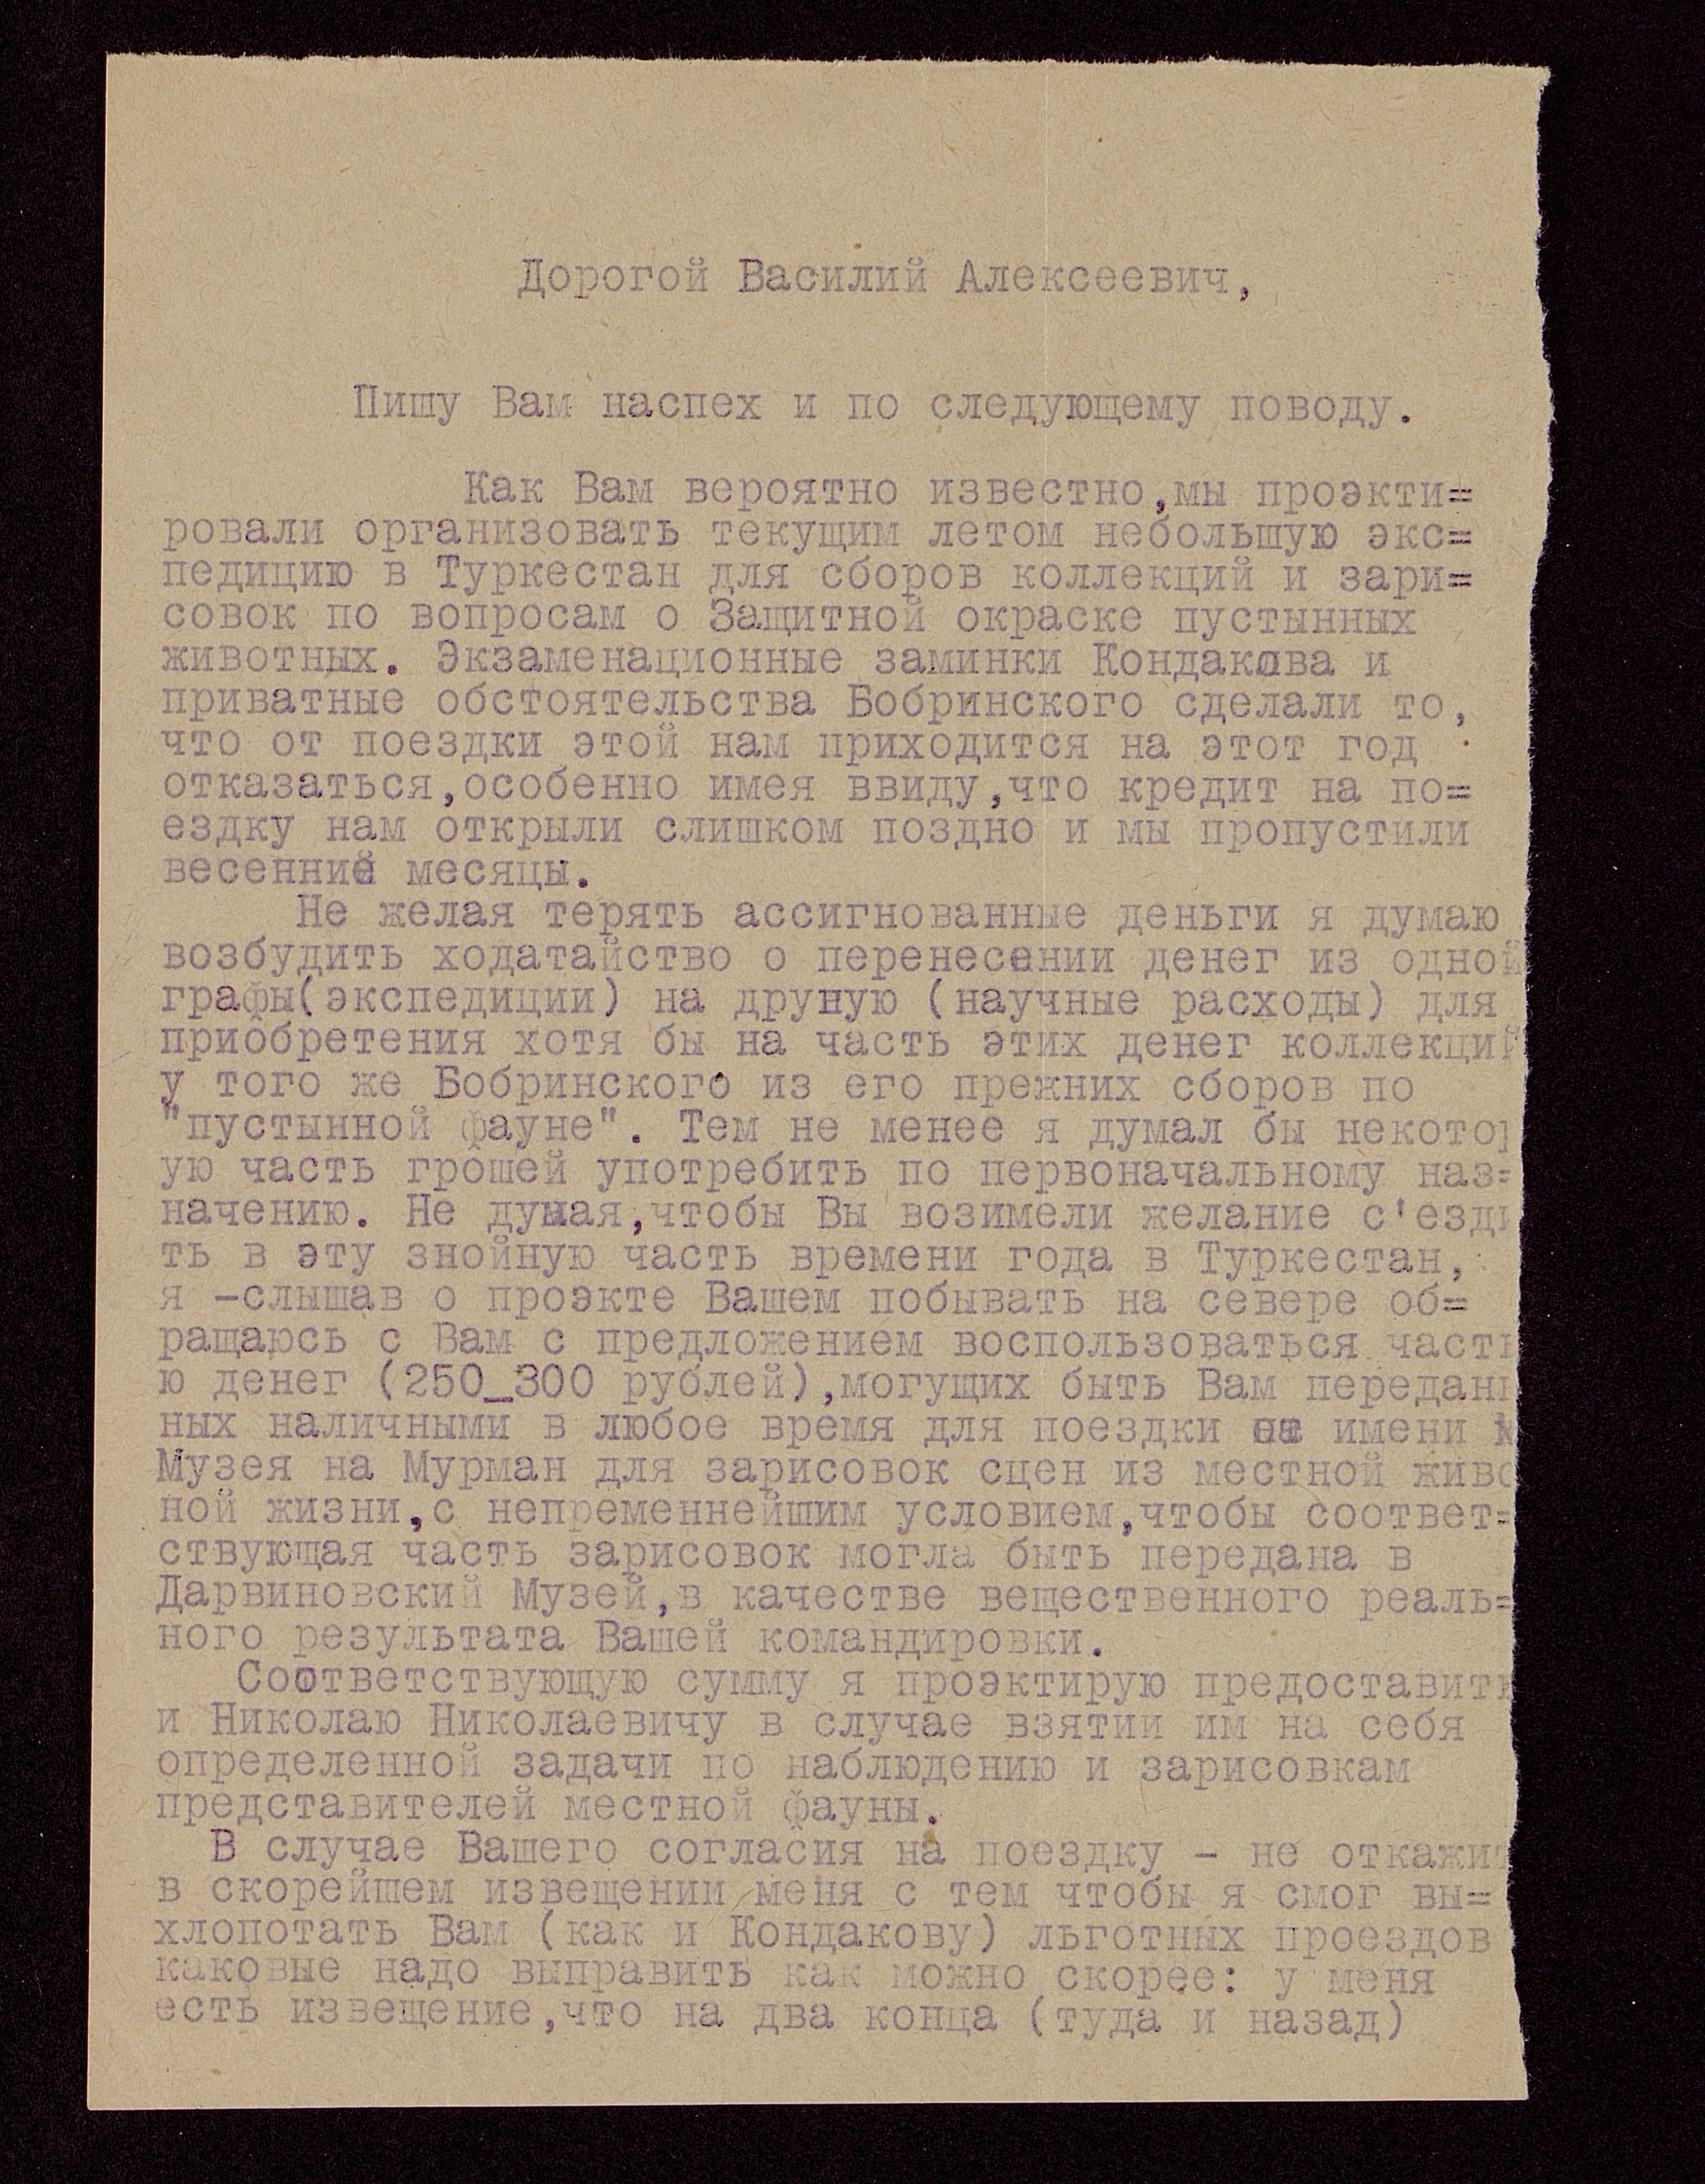 Дорогой Василий Алексеевич,
Пишу Вам наспех и по следующему поводу.
Как Вам вероятно известно,мы проэкти=
ровали организовать текущим летом небольшую экс=
педицию в Туркестан для сборов коллекций и зари=
совок по вопросам о Защитной окраске пустынных
животных. Экзаменационные заминки Кондакова и
приватные обстоятельства Бобринского сделали то,
что от поездки этой нам приходится на этот год
отказаться,особенно имея ввиду,что кредит на по=
ездку нам открыли слишком поздно и мы пропустили
весенние месяцы.
Не желая терять ассигнованные деньги я думаю
возбудить ходатайство о перенесении денег из одной
графы(экспедиции) на другую (научные расходы) для
приобретения хотя бы на часть этих денег коллекций
у того же Бобринского из его прежних сборов по
"пустынной фауне". Тем не менее я думал бы некотор
ую часть грошей употребить по первоначальному наз=
начению. Не думая,чтобы Вы возимели желание с'езди
ть в эту знойную часть времени года в Туркестан,
я -слышав о проэкте Вашем побывать на севере об=
ращаюсь с Вам с предложением воспользоваться часть
ю денег (250_300 рублей),могущих быть Вам передан
ных наличными в любое время для поездки от имени М
Музея на Мурман для зарисовок сцен из местной живо
ной жизни,с непременнейшим условием,чтобы соответ=
ствующая часть зарисовок могла быть передана в
Дарвиновский Музей,в качестве вещественного реаль=
ного результата Вашей командировки.
Соответствующую сумму я проэктирую предоставить
и Николаю Николаевичу в случае взятии им на себя
определенной задачи по наблюдению и зарисовкам
представителей местной фауны.
В случае Вашего согласия на поездку - не откажит
в скорейшем извещении меня с тем чтобы я смог вы=
хлопотать Вам (как и Кондакову) льготных проездов
каковые надо выправить как можно скорее: у меня
есть извещение,что на два конца (туда и назад)